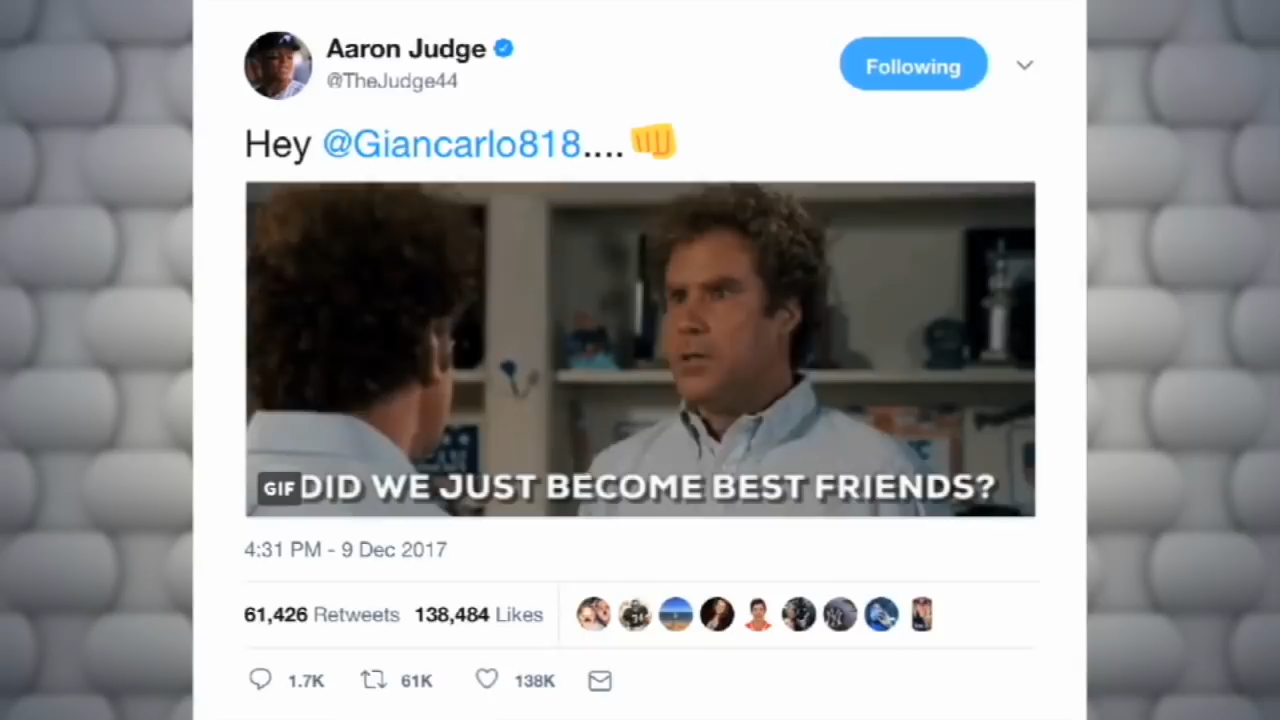 Aaron Judge
@TheJudge44
Following
Hey @Giancarlo818....👊
GIF DID WE JUST BECOME BEST FRIENDS?
4:31 PM - 9 Dec 2017
61,426 Retweets 138,484 Likes
1.7K 61K 138K